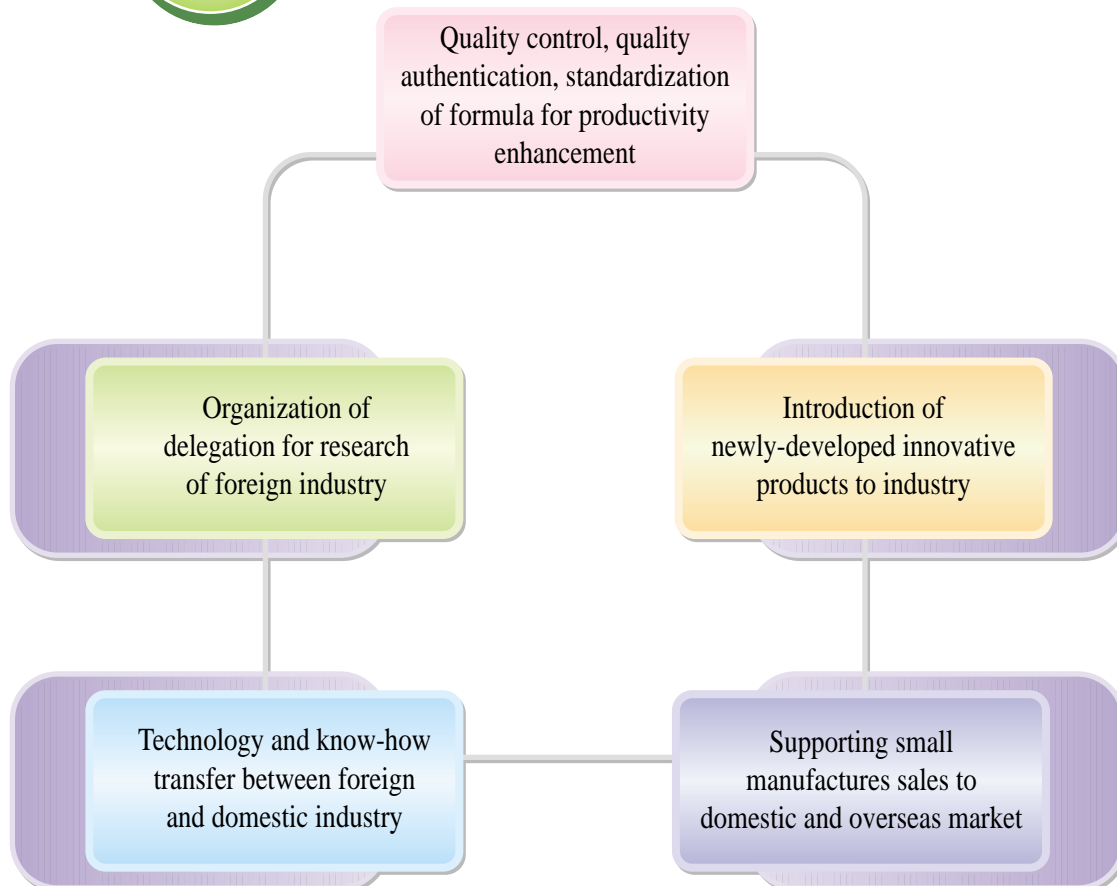 Quality control, quality
authentication, standardization
of formula for productivity
enhancement
Organization of
delegation for research
of foreign industry
Introduction of
newly-developed innovative
products to industry
Technology and know-how
transfer between foreign
and domestic industry
Supporting small
manufactures sales to
domestic and overseas market